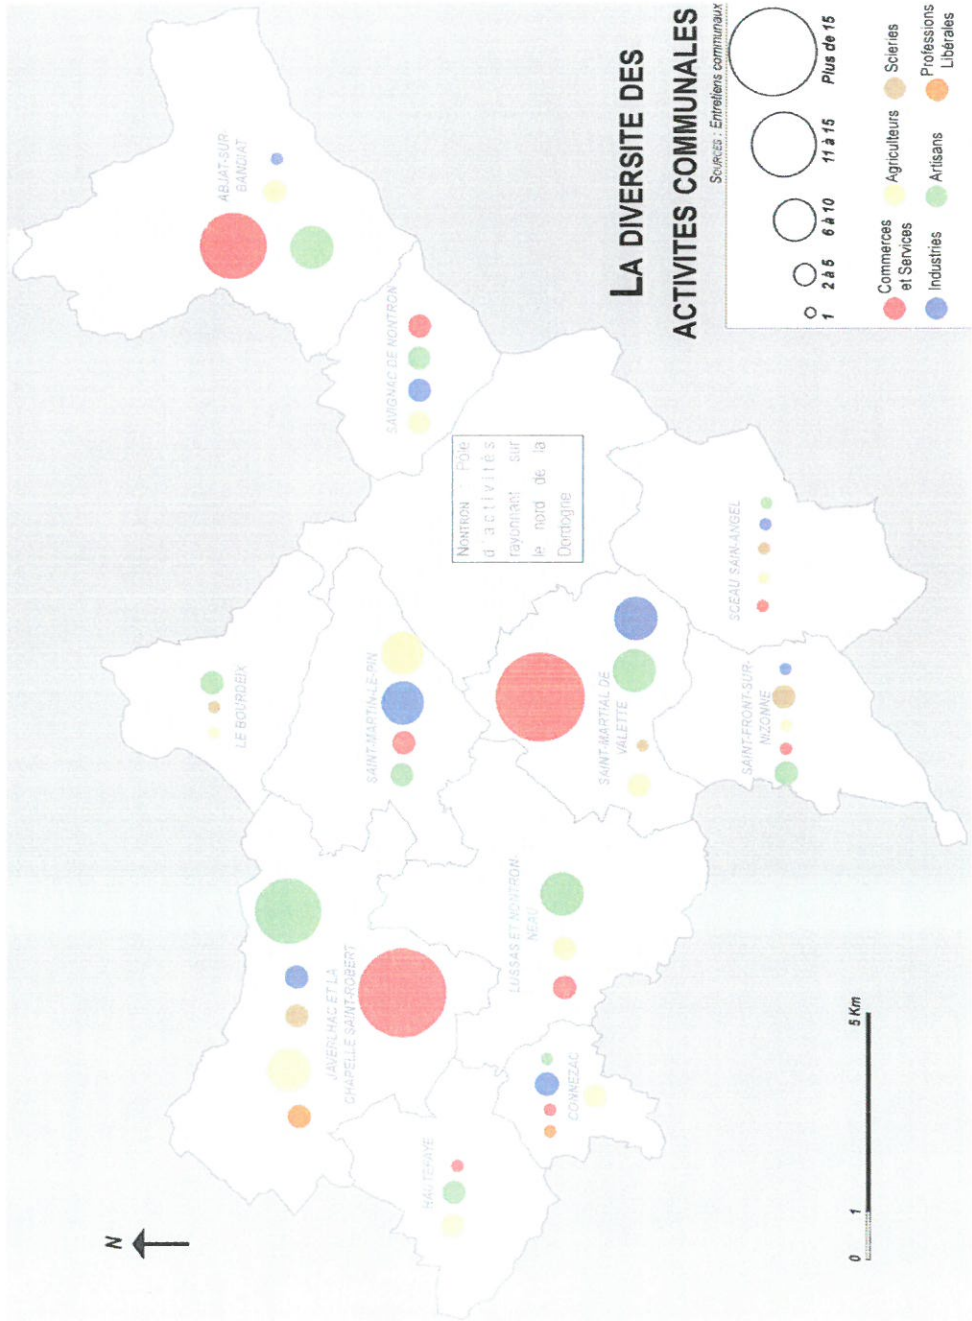 N
ABJAT-SUR
BANDIAT
SAVIGNAC DE NONTRON
LE BOURDEIX
SAINT-MARTIN-LE-PIN
JAVERLHAC ET LA
CHAPELLE SAINT-ROBERT
HAUTEFAYE
CONNEZAC
LUSSAS ET NONTRON-
NEAU
SAINT-MARTIAL DE
VALETTE
NONTRON : Pôle
d'activités
rayonnant sur
le nord de la
Dordogne
SCEAU SAIN-ANGEL
SAINT-FRONT-SUR-
NIZONNE
0 1 5 Km
LA DIVERSITE DES
ACTIVITES COMMUNALES
SOURCES : Entretiens communaux
1 2 à 5 6 à 10 11 à 15 Plus de 15
Commerces
et Services
Agriculteurs
Scieries
Industries
Artisans
Professions
Libérales